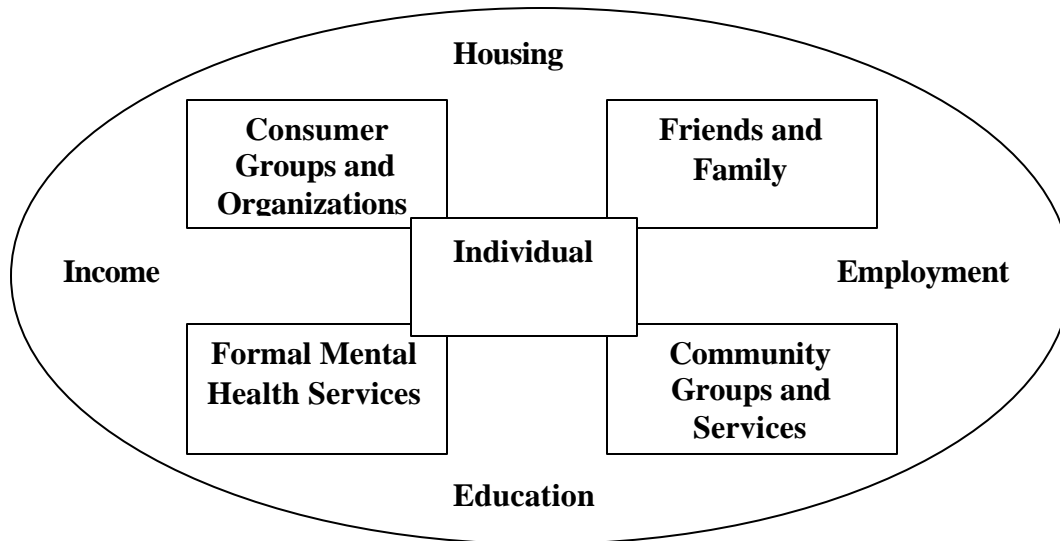 Housing
Consumer
Groups and
Organizations
Friends and
Family
Individual
Income
Employment
Formal Mental
Health Services
Community
Groups and
Services
Education